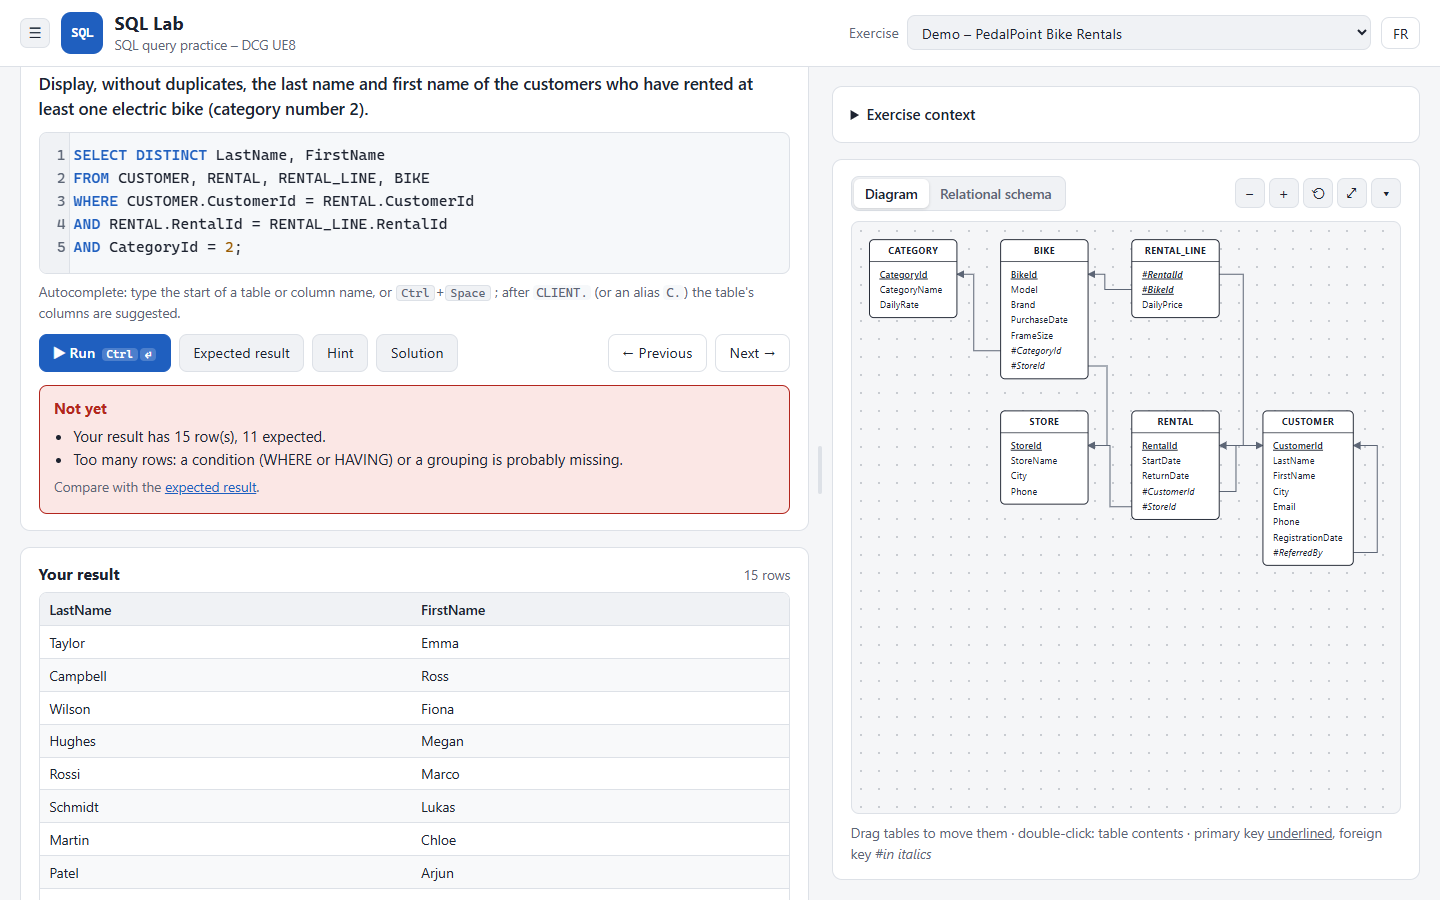 ☰ SQL SQL Lab
SQL query practice – DCG UE8
Exercise Demo – PedalPoint Bike Rentals FR
Display, without duplicates, the last name and first name of the customers who have rented at
least one electric bike (category number 2).
1 SELECT DISTINCT LastName, FirstName
2 FROM CUSTOMER, RENTAL, RENTAL_LINE, BIKE
3 WHERE CUSTOMER.CustomerId = RENTAL.CustomerId
4 AND RENTAL.RentalId = RENTAL_LINE.RentalId
5 AND CategoryId = 2;
Autocomplete: type the start of a table or column name, or Ctrl+Space ; after CLIENT. (or an alias C.) the table's
columns are suggested.
▶ Run Ctrl ⏎ Expected result Hint Solution ← Previous Next →
Not yet
• Your result has 15 row(s), 11 expected.
• Too many rows: a condition (WHERE or HAVING) or a grouping is probably missing.
Compare with the expected result.
Your result 15 rows
LastName FirstName
Taylor Emma
Campbell Ross
Wilson Fiona
Hughes Megan
Rossi Marco
Schmidt Lukas
Martin Chloe
Patel Arjun
▶ Exercise context
Diagram Relational schema − +
CATEGORY
CategoryId
CategoryName
DailyRate
BIKE
BikeId
Model
Brand
PurchaseDate
FrameSize
#CategoryId
#StoreId
RENTAL_LINE
#RentalId
#BikeId
DailyPrice
STORE
StoreId
StoreName
City
Phone
RENTAL
RentalId
StartDate
ReturnDate
#CustomerId
#StoreId
CUSTOMER
CustomerId
LastName
FirstName
City
Email
Phone
RegistrationDate
#ReferredBy
Drag tables to move them · double-click: table contents · primary key underlined, foreign
key #in italics